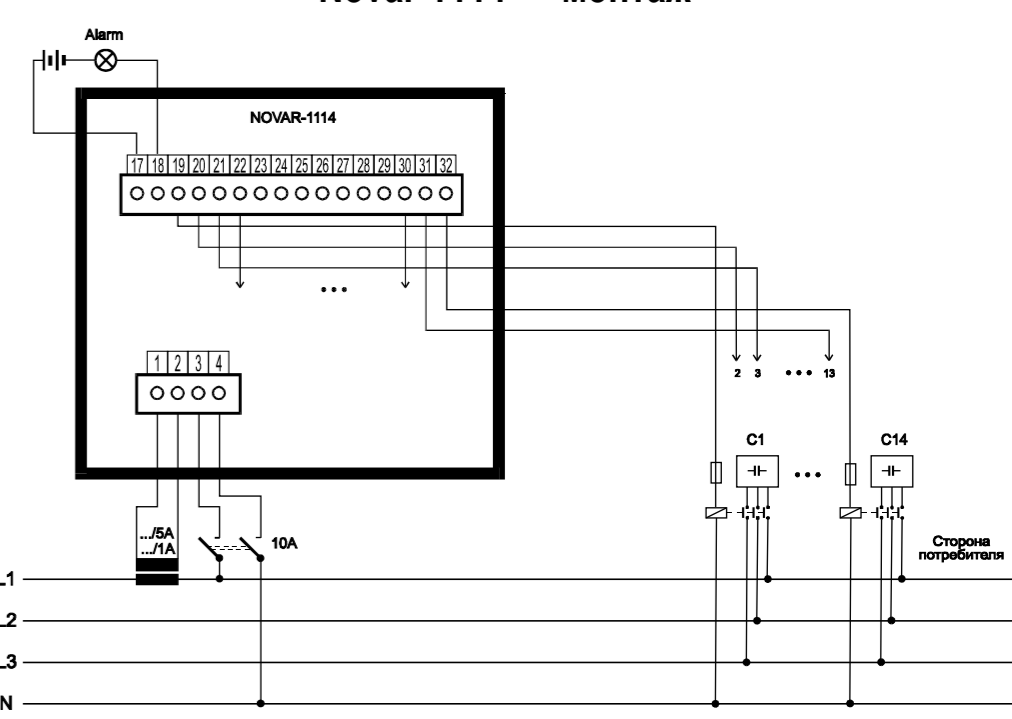 Novar-1114 - Монтаж
Alarm
NOVAR-1114
17 18 19 20 21 22 23 24 25 26 27 28 29 30 31 32
1 2 3 4
2 3 ••• 13
C1 C14
•••
.../5A
.../1A
10A
Сторона
потребителя
L1
L2
L3
N